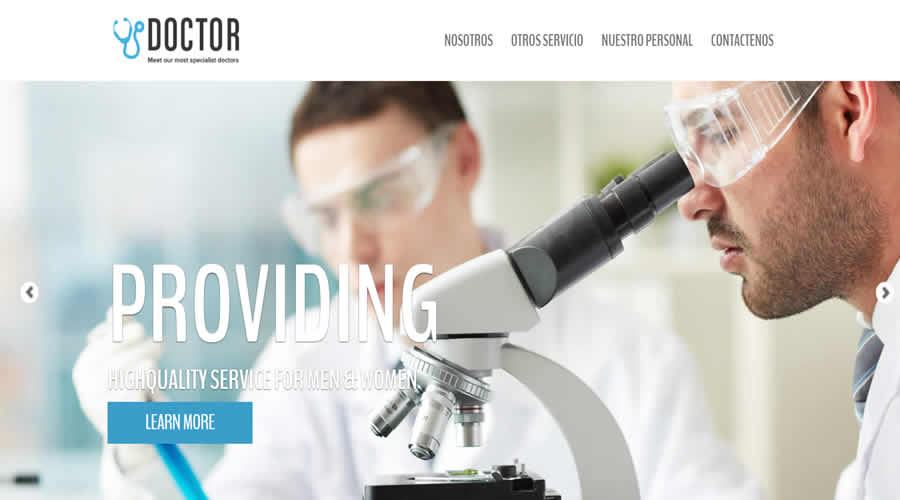 DOCTOR
Meet our most specialist doctors
NOSOTROS OTROS SERVICIO NUESTRO PERSONAL CONTACTENOS
PROVIDING
HIGHQUALITY SERVICE FOR MEN & WOMEN.
LEARN MORE